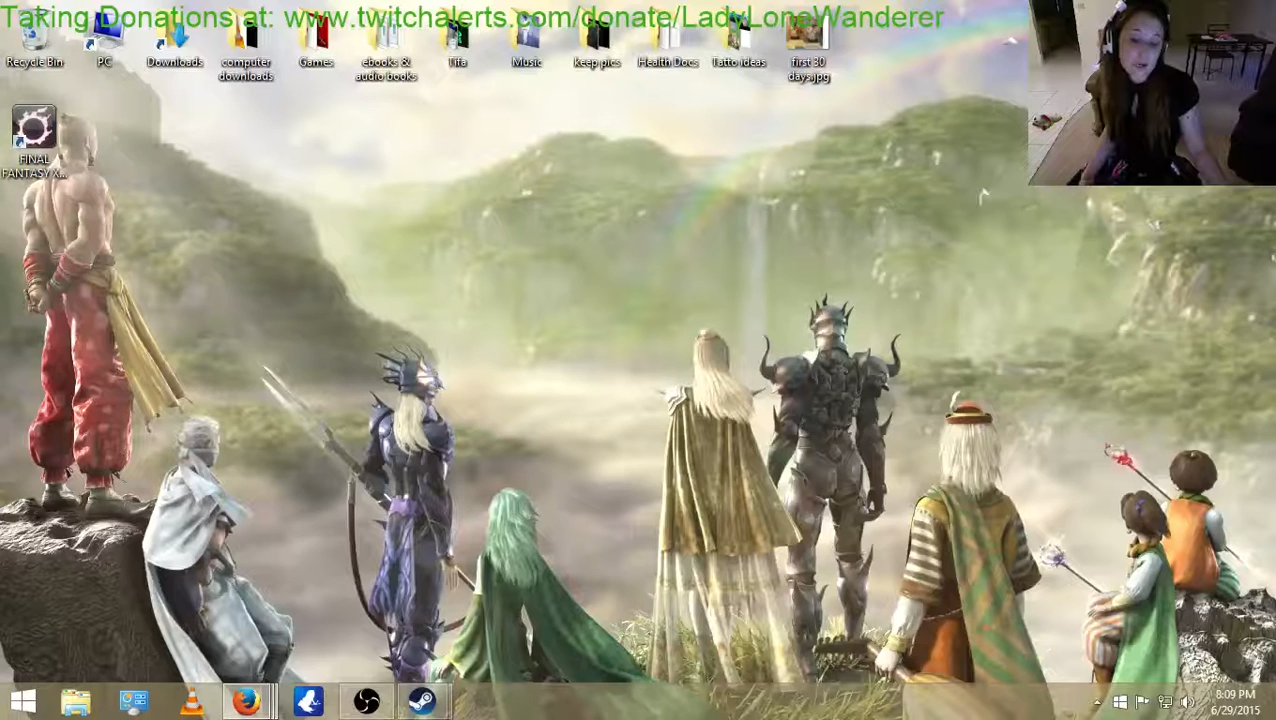 Taking Donations at: www.twitchalerts.com/donate/LadyLoneWanderer
Recycle Bin
PC
Downloads
computer downloads
Games
ebooks & audio books
Tifa
Music
keep pics
Health Docs
Tatto ideas
first 30 days.jpg
FINAL
FANTASY X...
8:09 PM
6/29/2015